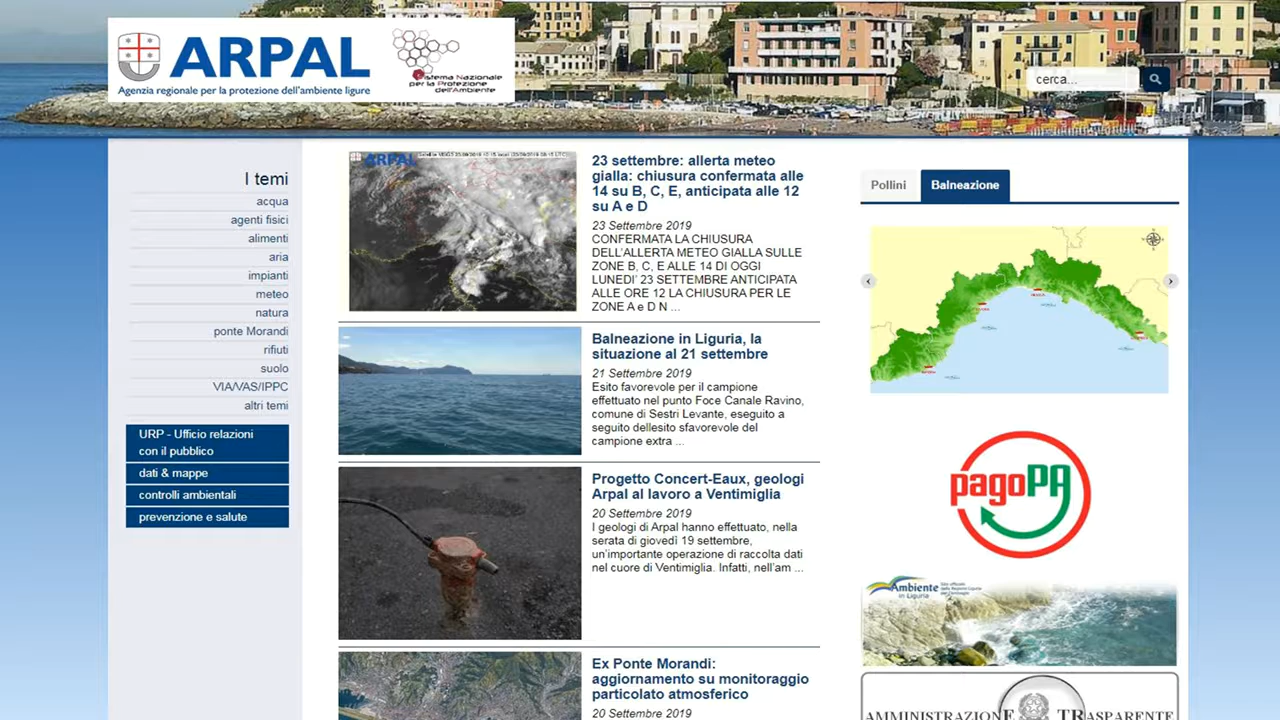 ARPAL
Agenzia regionale per la protezione dell'ambiente ligure
Sistema Nazionale
per la Protezione
dell'Ambiente
cerca...
I temi
acqua
agenti fisici
alimenti
aria
impianti
meteo
natura
ponte Morandi
rifiuti
suolo
VIA/VAS/IPPC
altri temi
URP - Ufficio relazioni
con il pubblico
dati & mappe
controlli ambientali
prevenzione e salute
ARPAL
23 settembre: allerta meteo
gialla: chiusura confermata alle
14 su B, C, E, anticipata alle 12
su A e D
23 Settembre 2019
CONFERMATA LA CHIUSURA
DELL'ALLERTA METEO GIALLA SULLE
ZONE B, C, E ALLE 14 DI OGGI
LUNEDI' 23 SETTEMBRE ANTICIPATA
ALLE ORE 12 LA CHIUSURA PER LE
ZONE A e D N ...
Balneazione in Liguria, la
situazione al 21 settembre
21 Settembre 2019
Esito favorevole per il campione
effettuato nel punto Foce Canale Ravino,
comune di Sestri Levante, eseguito a
seguito dellesito sfavorevole del
campione extra ...
Progetto Concert-Eaux, geologi
Arpal al lavoro a Ventimiglia
20 Settembre 2019
I geologi di Arpal hanno effettuato, nella
serata di giovedì 19 settembre,
un'importante operazione di raccolta dati
nel cuore di Ventimiglia. Infatti, nell'am ...
Ex Ponte Morandi:
aggiornamento su monitoraggio
particolato atmosferico
20 Settembre 2019
Pollini
Balneazione
pagoPA
Ambiente
in Liguria
AMMINISTRAZIONE TRASPARENTE